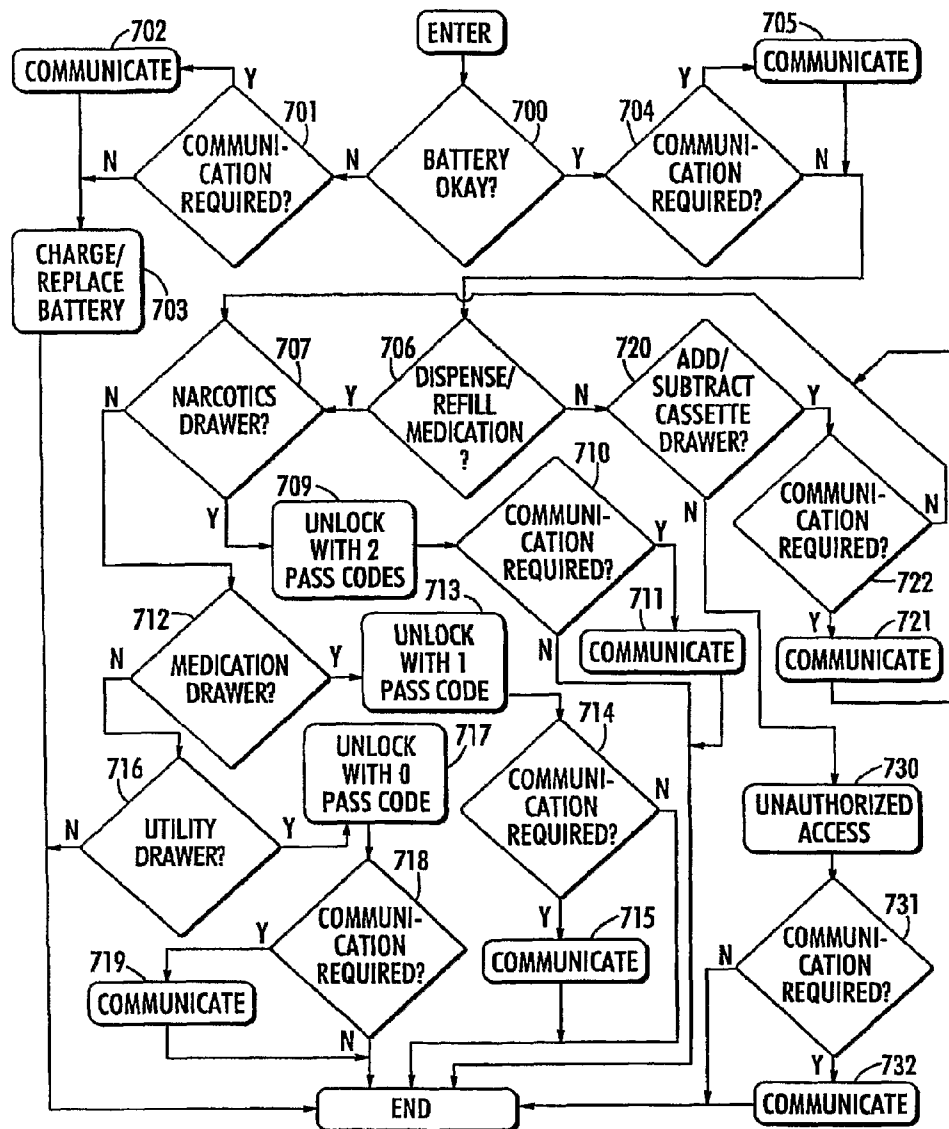 702
COMMUNICATE
ENTER
705
COMMUNICATE
Y
701
700
704
Y
COMMUNI-
CATION
REQUIRED?
N
N
BATTERY
OKAY?
Y
COMMUNI-
CATION
REQUIRED?
N
CHARGE/
REPLACE
BATTERY
703
707
706
720
N
NARCOTICS
DRAWER?
Y
DISPENSE/
REFILL
MEDICATION
?
N
ADD/
SUBTRACT
CASSETTE
DRAWER?
Y
Y
709
UNLOCK
WITH 2
PASS CODES
710
COMMUNI-
CATION
REQUIRED?
Y
N
COMMUNI-
CATION
REQUIRED?
N
722
712
N
MEDICATION
DRAWER?
Y
713
UNLOCK
WITH 1
PASS CODE
N
711
COMMUNICATE
Y
721
COMMUNICATE
716
N
UTILITY
DRAWER?
Y
UNLOCK
WITH 0
PASS CODE
717
714
COMMUNI-
CATION
REQUIRED?
N
730
UNAUTHORIZED
ACCESS
718
Y
COMMUNI-
CATION
REQUIRED?
N
719
COMMUNICATE
Y
715
COMMUNICATE
731
N
COMMUNI-
CATION
REQUIRED?
Y
732
COMMUNICATE
END